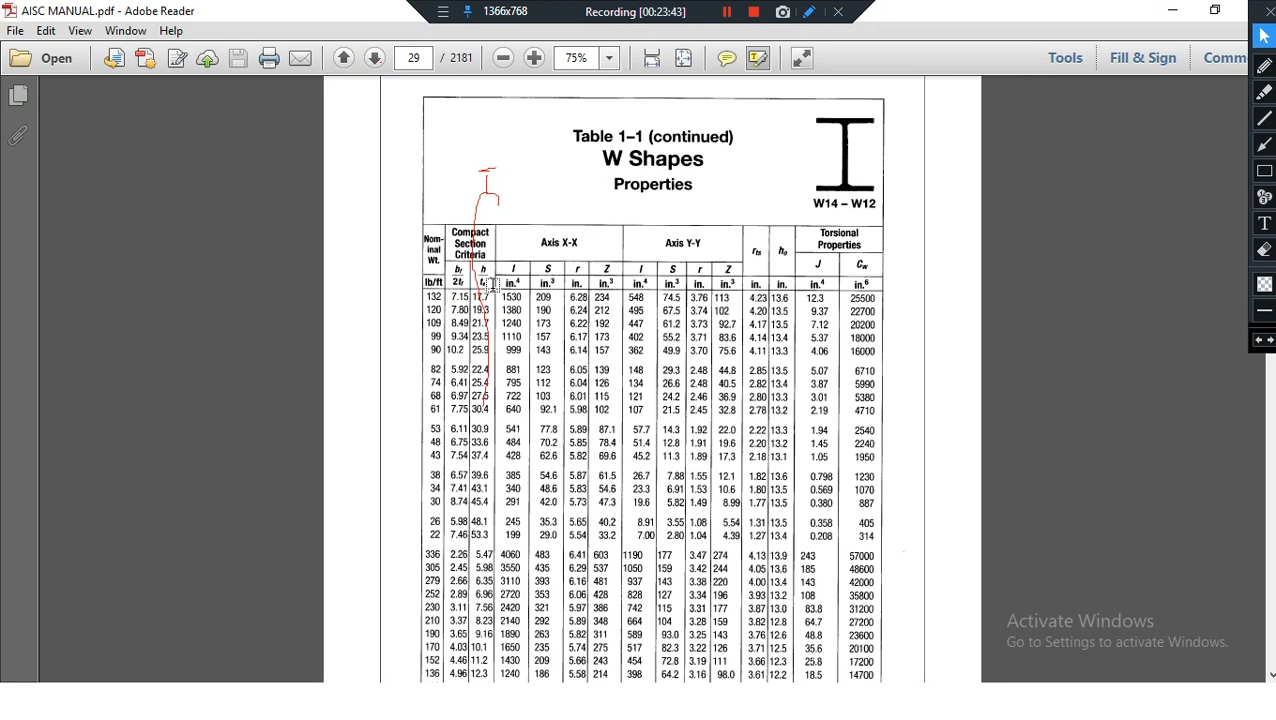 AISC MANUAL.pdf - Adobe Reader
1366x768
Recording [00:23:43]
File Edit View Window Help
Open
29 / 2181
75%
Tools
Fill & Sign
Comm
Table 1–1 (continued)
W Shapes
Properties
W14 – W12
Nom-
inal
Wt.
Compact
Section
Criteria
Axis X-X
Axis Y-Y
rts
ho
Torsional
Properties
bf h I S r Z I S r Z J Cw
lb/ft 2tf in.⁴ in.³ in. in.³ in.⁴ in.³ in. in.³ in. in. in.⁴ in.⁶
132 7.15 17.7 1530 209 6.28 234 548 74.5 3.76 113 4.23 13.6 12.3 25500
120 7.80 19.3 1380 190 6.24 212 495 67.5 3.74 102 4.20 13.5 9.37 22700
109 8.49 21.7 1240 173 6.22 192 447 61.2 3.73 92.7 4.17 13.5 7.12 20200
99 9.34 23.5 1110 157 6.17 173 402 55.2 3.71 83.6 4.14 13.4 5.37 18000
90 10.2 25.9 999 143 6.14 157 362 49.9 3.70 75.6 4.11 13.3 4.06 16000
82 5.92 22.4 881 123 6.05 139 148 29.3 2.48 44.8 2.85 13.5 5.07 6710
74 6.41 25.4 795 112 6.04 126 134 26.6 2.48 40.5 2.82 13.4 3.87 5990
68 6.97 27.5 722 103 6.01 115 121 24.2 2.46 36.9 2.80 13.3 3.01 5380
61 7.75 30.4 640 92.1 5.98 102 107 21.5 2.45 32.8 2.78 13.2 2.19 4710
53 6.11 30.9 541 77.8 5.89 87.1 57.7 14.3 1.92 22.0 2.22 13.3 1.94 2540
48 6.75 33.6 484 70.2 5.85 78.4 51.4 12.8 1.91 19.6 2.20 13.2 1.45 2240
43 7.54 37.4 428 62.6 5.82 69.6 45.2 11.3 1.89 17.3 2.18 13.1 1.05 1950
38 6.57 39.6 385 54.6 5.87 61.5 26.7 7.88 1.55 12.1 1.82 13.6 0.798 1230
34 7.41 43.1 340 48.6 5.83 54.6 23.3 6.91 1.53 10.6 1.80 13.5 0.569 1070
30 8.74 45.4 291 42.0 5.73 47.3 19.6 5.82 1.49 8.99 1.77 13.5 0.380 887
26 5.98 48.1 245 35.3 5.65 40.2 8.91 3.55 1.08 5.54 1.31 13.5 0.358 405
22 7.46 53.3 199 29.0 5.54 33.2 7.00 2.80 1.04 4.39 1.27 13.4 0.208 314
336 2.26 5.47 4060 483 6.41 603 1190 177 3.47 274 4.13 13.9 243 57000
305 2.45 5.98 3550 435 6.29 537 1050 159 3.42 244 4.05 13.6 185 48600
279 2.66 6.35 3110 393 6.16 481 937 143 3.38 220 4.00 13.4 143 42000
252 2.89 6.96 2720 353 6.06 428 828 127 3.34 196 3.93 13.2 108 35800
230 3.11 7.56 2420 321 5.97 386 742 115 3.31 177 3.87 13.0 83.8 31200
210 3.37 8.23 2140 292 5.89 348 664 104 3.28 159 3.82 12.8 64.7 27200
190 3.65 9.16 1890 263 5.82 311 589 93.0 3.25 143 3.76 12.6 48.8 23600
170 4.03 10.1 1650 235 5.74 275 517 82.3 3.22 126 3.71 12.5 35.6 20100
152 4.46 11.2 1430 209 5.66 243 454 72.8 3.19 111 3.66 12.3 25.8 17200
136 4.96 12.3 1240 186 5.58 214 398 64.2 3.16 98.0 3.61 12.2 18.5 14700
Activate Windows
Go to Settings to activate Windows.